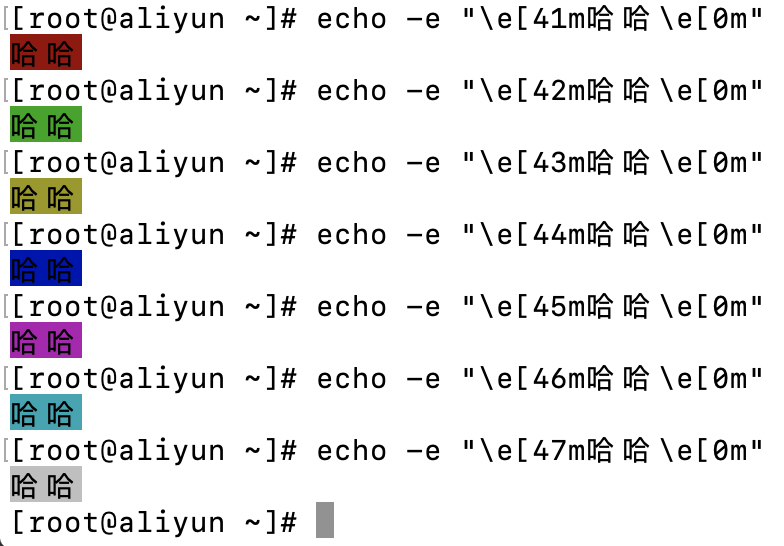 [root@aliyun ~]# echo -e "\e[41m哈哈\e[0m"
哈哈
[root@aliyun ~]# echo -e "\e[42m哈哈\e[0m"
哈哈
[root@aliyun ~]# echo -e "\e[43m哈哈\e[0m"
哈哈
[root@aliyun ~]# echo -e "\e[44m哈哈\e[0m"
哈哈
[root@aliyun ~]# echo -e "\e[45m哈哈\e[0m"
哈哈
[root@aliyun ~]# echo -e "\e[46m哈哈\e[0m"
哈哈
[root@aliyun ~]# echo -e "\e[47m哈哈\e[0m"
哈哈
[root@aliyun ~]#